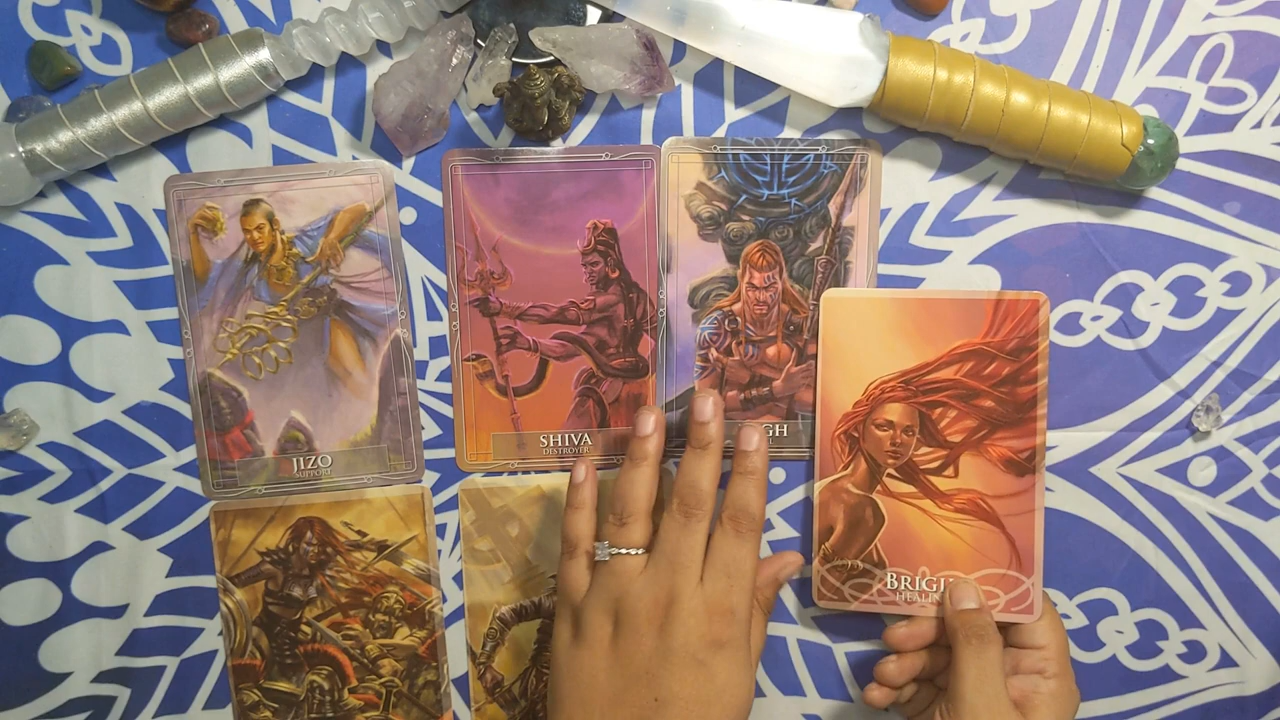 JIZO
SUPPORT
SHIVA
DESTROYER
GH
L
BRIGI
HEALIN